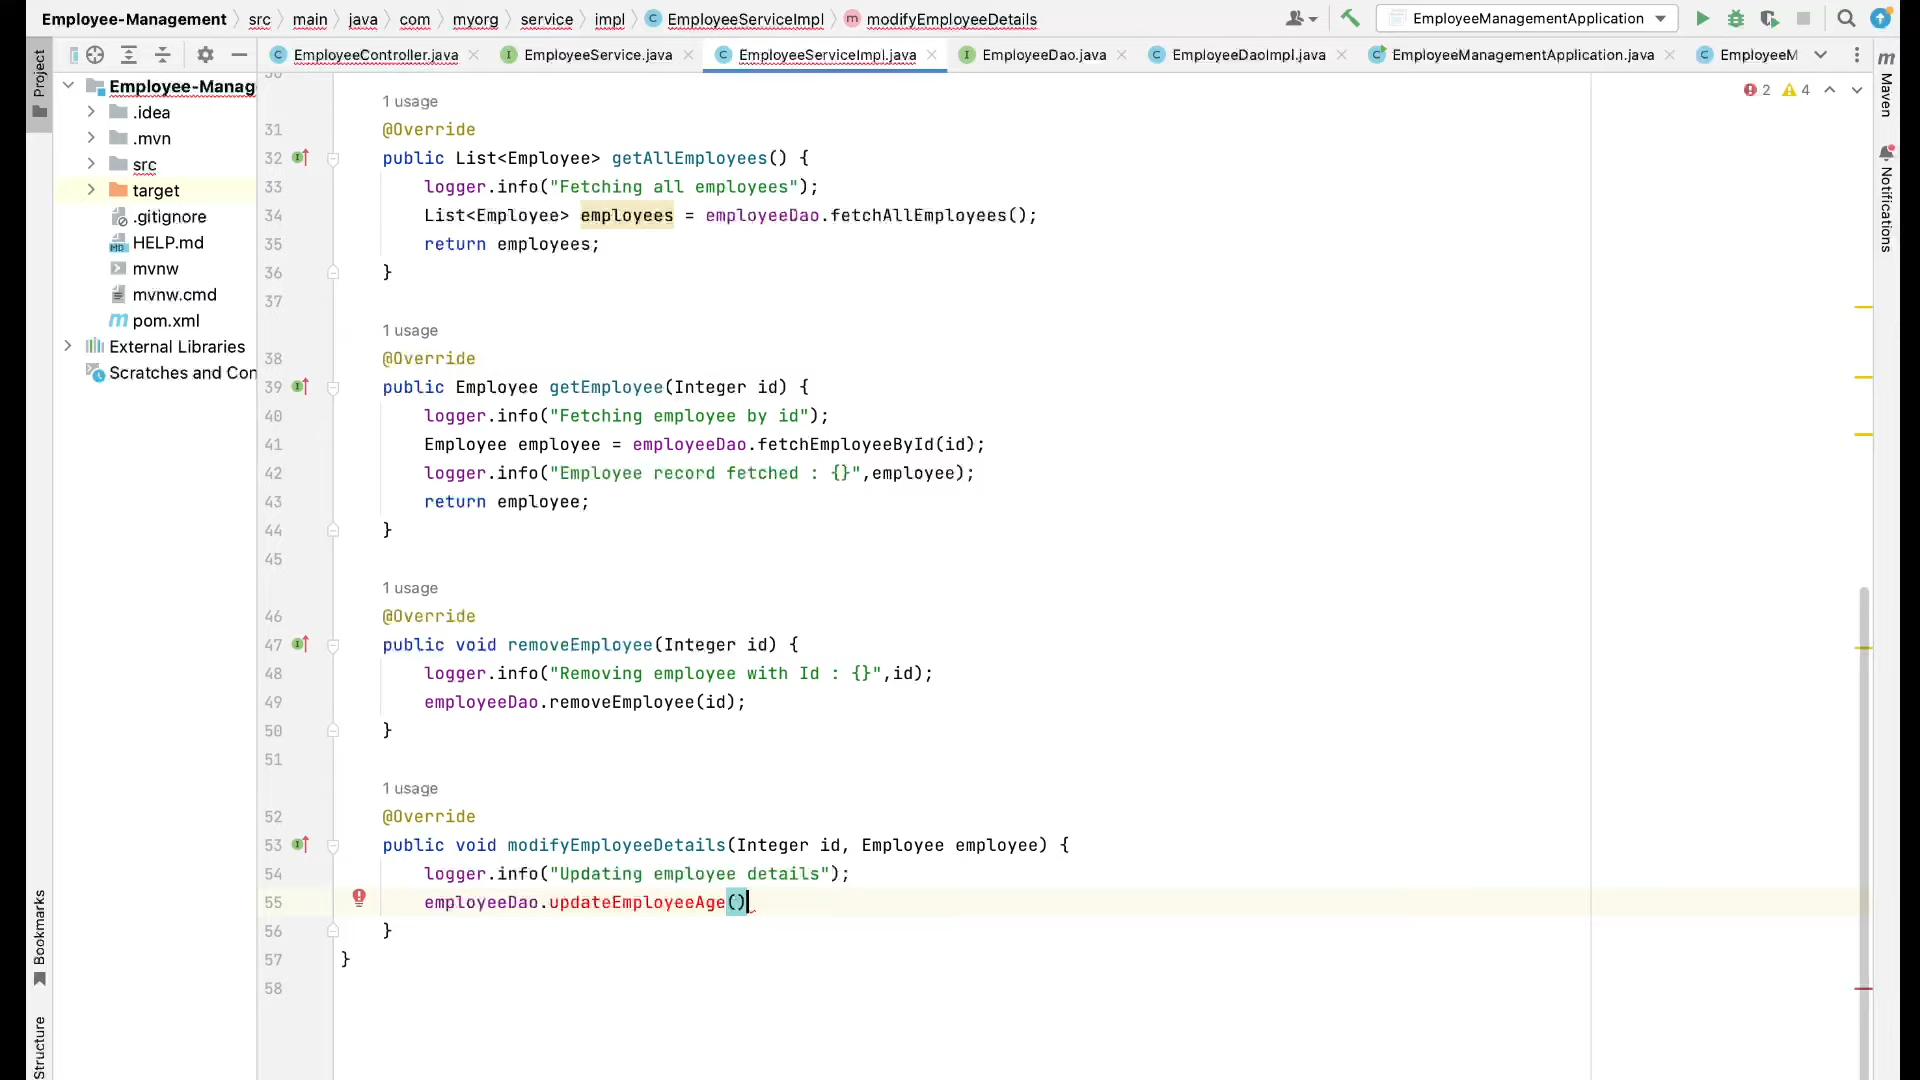 Employee-Management > src > main > java > com > myorg > service > impl > EmployeeServiceImpl > modifyEmployeeDetails
EmployeeManagementApplication
Project
EmployeeController.java
EmployeeService.java
EmployeeServiceImpl.java
EmployeeDao.java
EmployeeDaoImpl.java
EmployeeManagementApplication.java
EmployeeM
Employee-Manag
.idea
.mvn
src
target
.gitignore
HELP.md
mvnw
mvnw.cmd
pom.xml
External Libraries
Scratches and Con
2 4
Maven
Notifications
Bookmarks
Structure
1 usage
31 @Override
32 public List<Employee> getAllEmployees() {
33 logger.info("Fetching all employees");
34 List<Employee> employees = employeeDao.fetchAllEmployees();
35 return employees;
36 }
37
1 usage
38 @Override
39 public Employee getEmployee(Integer id) {
40 logger.info("Fetching employee by id");
41 Employee employee = employeeDao.fetchEmployeeById(id);
42 logger.info("Employee record fetched : {}",employee);
43 return employee;
44 }
45
1 usage
46 @Override
47 public void removeEmployee(Integer id) {
48 logger.info("Removing employee with Id : {}",id);
49 employeeDao.removeEmployee(id);
50 }
51
1 usage
52 @Override
53 public void modifyEmployeeDetails(Integer id, Employee employee) {
54 logger.info("Updating employee details");
55 employeeDao.updateEmployeeAge()
56 }
57 }
58